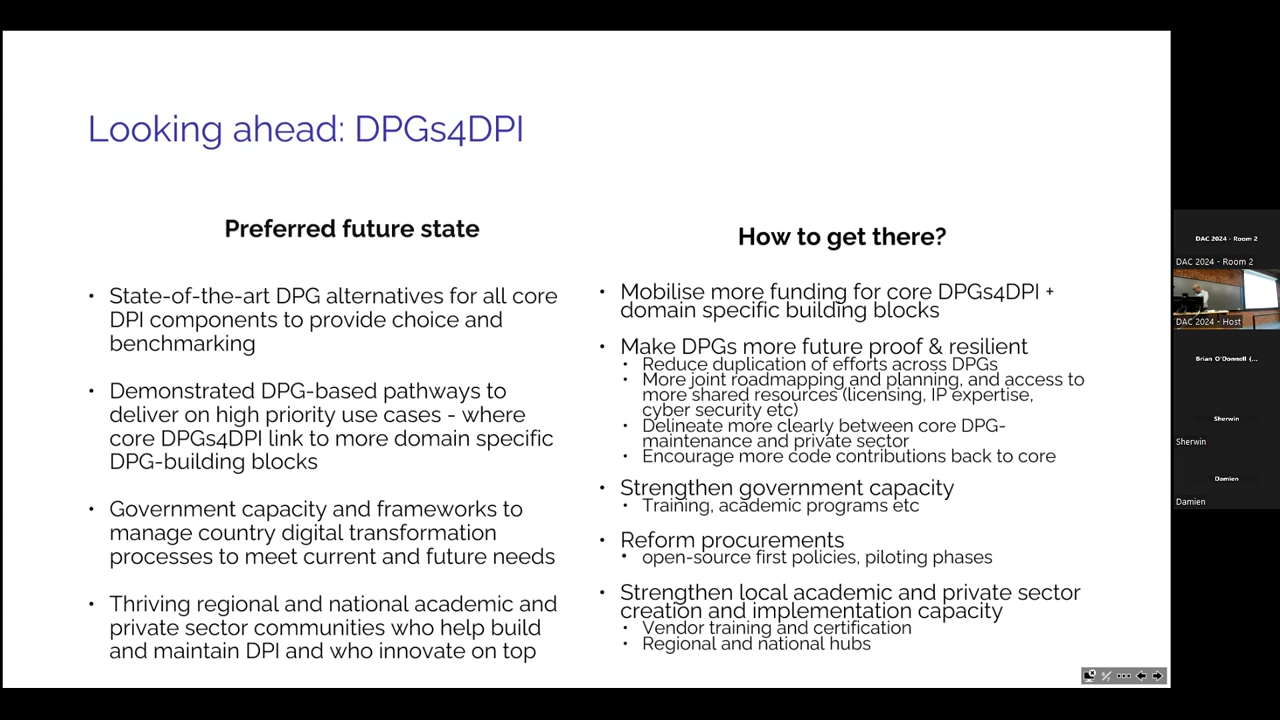 Looking ahead: DPGs4DPI
Preferred future state
• State-of-the-art DPG alternatives for all core
DPI components to provide choice and
benchmarking
• Demonstrated DPG-based pathways to
deliver on high priority use cases - where
core DPGs4DPI link to more domain specific
DPG-building blocks
• Government capacity and frameworks to
manage country digital transformation
processes to meet current and future needs
• Thriving regional and national academic and
private sector communities who help build
and maintain DPI and who innovate on top
How to get there?
• Mobilise more funding for core DPGs4DPI +
domain specific building blocks
• Make DPGs more future proof & resilient
• Reduce duplication of efforts across DPGs
• More joint roadmapping and planning, and access to
more shared resources (licensing, IP expertise,
cyber security etc)
• Delineate more clearly between core DPG-
maintenance and private sector
• Encourage more code contributions back to core
• Strengthen government capacity
• Training, academic programs etc
• Reform procurements
• open-source first policies, piloting phases
• Strengthen local academic and private sector
creation and implementation capacity
• Vendor training and certification
• Regional and national hubs
DAC 2024 - Room 2
DAC 2024 - Room 2
DAC 2024 - Host
Brian O'Donnell (...
Sherwin
Sherwin
Damien
Damien